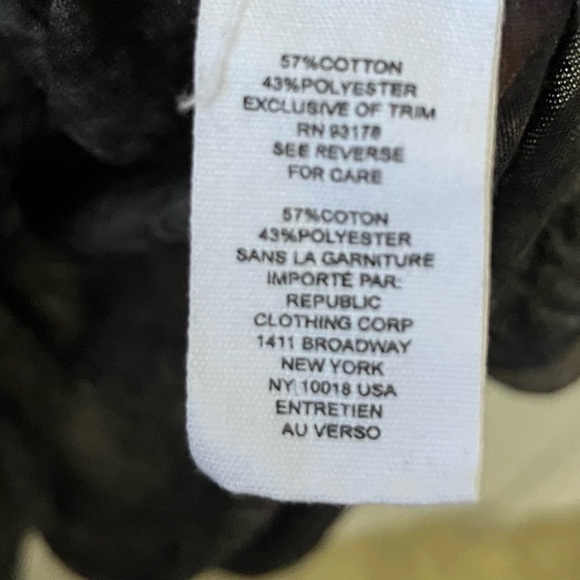 57%COTTON
43%POLYESTER
EXCLUSIVE OF TRIM
RN 93178
SEE REVERSE
FOR CARE
57%COTON
43%POLYESTER
SANS LA GARNITURE
IMPORTÉ PAR:
REPUBLIC
CLOTHING CORP
1411 BROADWAY
NEW YORK
NY, 10018 USA
ENTRETIEN
AU VERSO